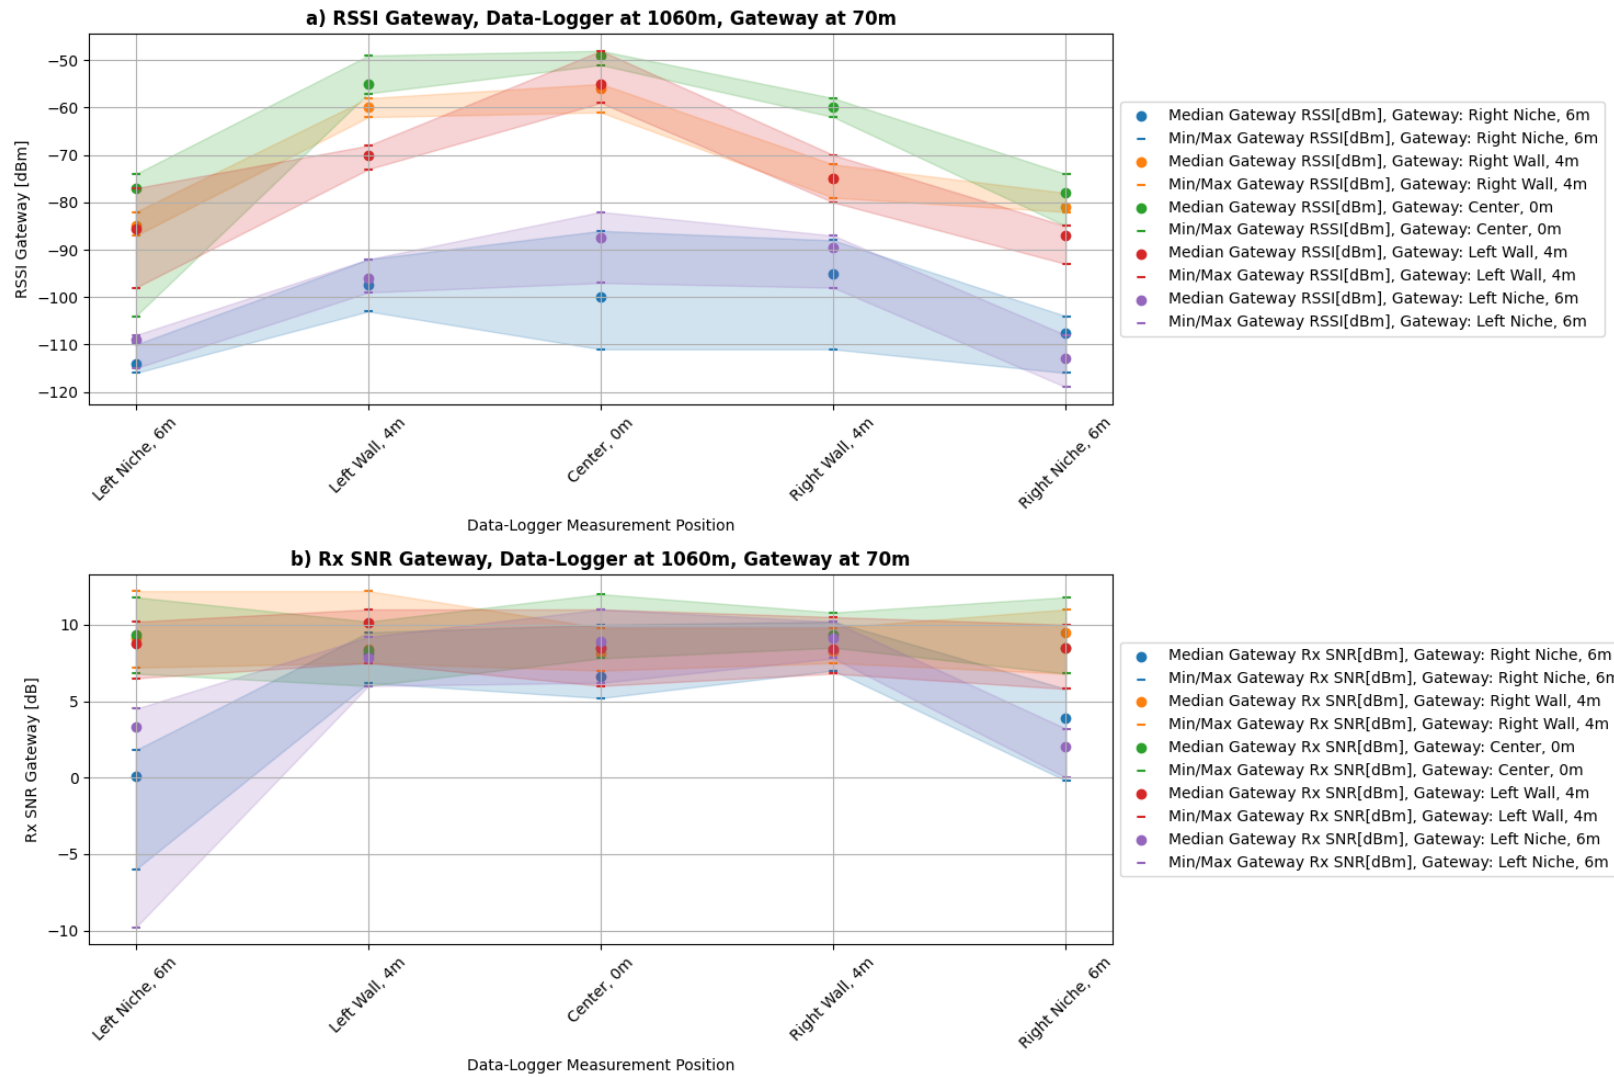 a) RSSI Gateway, Data-Logger at 1060m, Gateway at 70m
RSSI Gateway [dBm]
−50
−60
−70
−80
−90
−100
−110
−120
Left Niche, 6m
Left Wall, 4m
Center, 0m
Right Wall, 4m
Right Niche, 6m
Data-Logger Measurement Position
Median Gateway RSSI[dBm], Gateway: Right Niche, 6m
Min/Max Gateway RSSI[dBm], Gateway: Right Niche, 6m
Median Gateway RSSI[dBm], Gateway: Right Wall, 4m
Min/Max Gateway RSSI[dBm], Gateway: Right Wall, 4m
Median Gateway RSSI[dBm], Gateway: Center, 0m
Min/Max Gateway RSSI[dBm], Gateway: Center, 0m
Median Gateway RSSI[dBm], Gateway: Left Wall, 4m
Min/Max Gateway RSSI[dBm], Gateway: Left Wall, 4m
Median Gateway RSSI[dBm], Gateway: Left Niche, 6m
Min/Max Gateway RSSI[dBm], Gateway: Left Niche, 6m
b) Rx SNR Gateway, Data-Logger at 1060m, Gateway at 70m
Rx SNR Gateway [dB]
10
5
0
−5
−10
Left Niche, 6m
Left Wall, 4m
Center, 0m
Right Wall, 4m
Right Niche, 6m
Data-Logger Measurement Position
Median Gateway Rx SNR[dBm], Gateway: Right Niche, 6m
Min/Max Gateway Rx SNR[dBm], Gateway: Right Niche, 6m
Median Gateway Rx SNR[dBm], Gateway: Right Wall, 4m
Min/Max Gateway Rx SNR[dBm], Gateway: Right Wall, 4m
Median Gateway Rx SNR[dBm], Gateway: Center, 0m
Min/Max Gateway Rx SNR[dBm], Gateway: Center, 0m
Median Gateway Rx SNR[dBm], Gateway: Left Wall, 4m
Min/Max Gateway Rx SNR[dBm], Gateway: Left Wall, 4m
Median Gateway Rx SNR[dBm], Gateway: Left Niche, 6m
Min/Max Gateway Rx SNR[dBm], Gateway: Left Niche, 6m